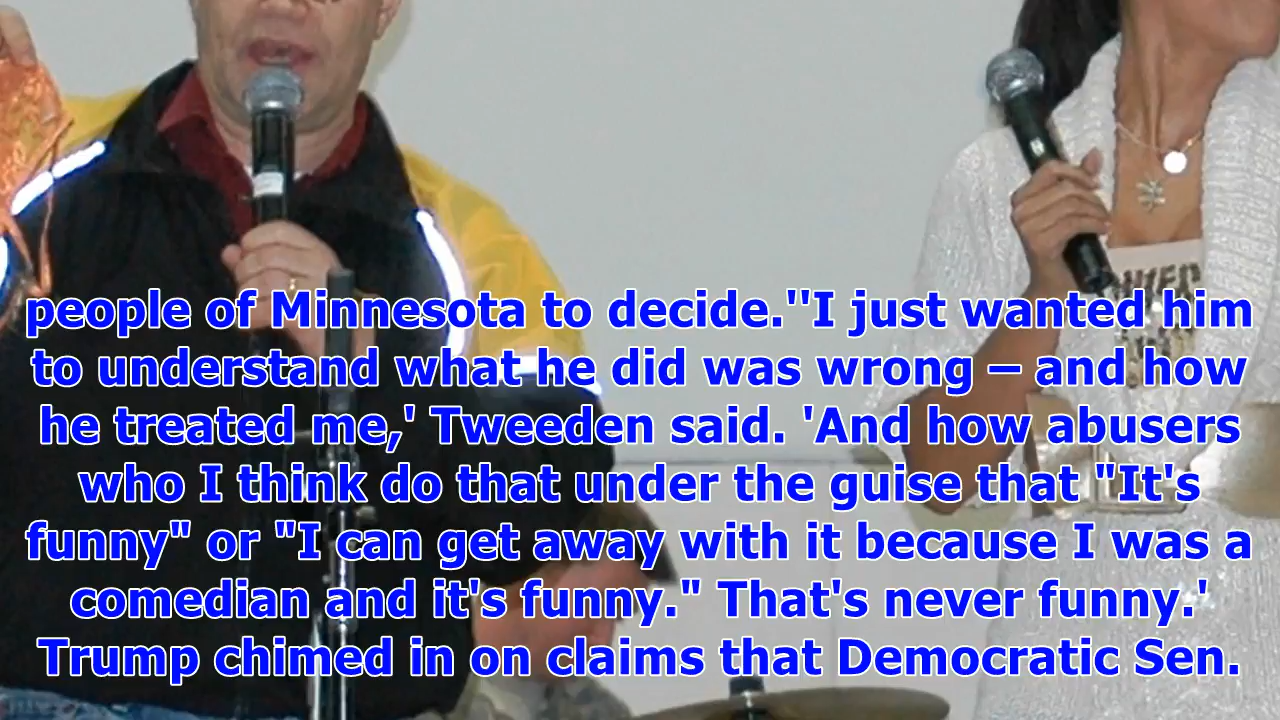 people of Minnesota to decide.''I just wanted him
to understand what he did was wrong – and how
he treated me,' Tweeden said. 'And how abusers
who I think do that under the guise that "It's
funny" or "I can get away with it because I was a
comedian and it's funny." That's never funny.'
Trump chimed in on claims that Democratic Sen.